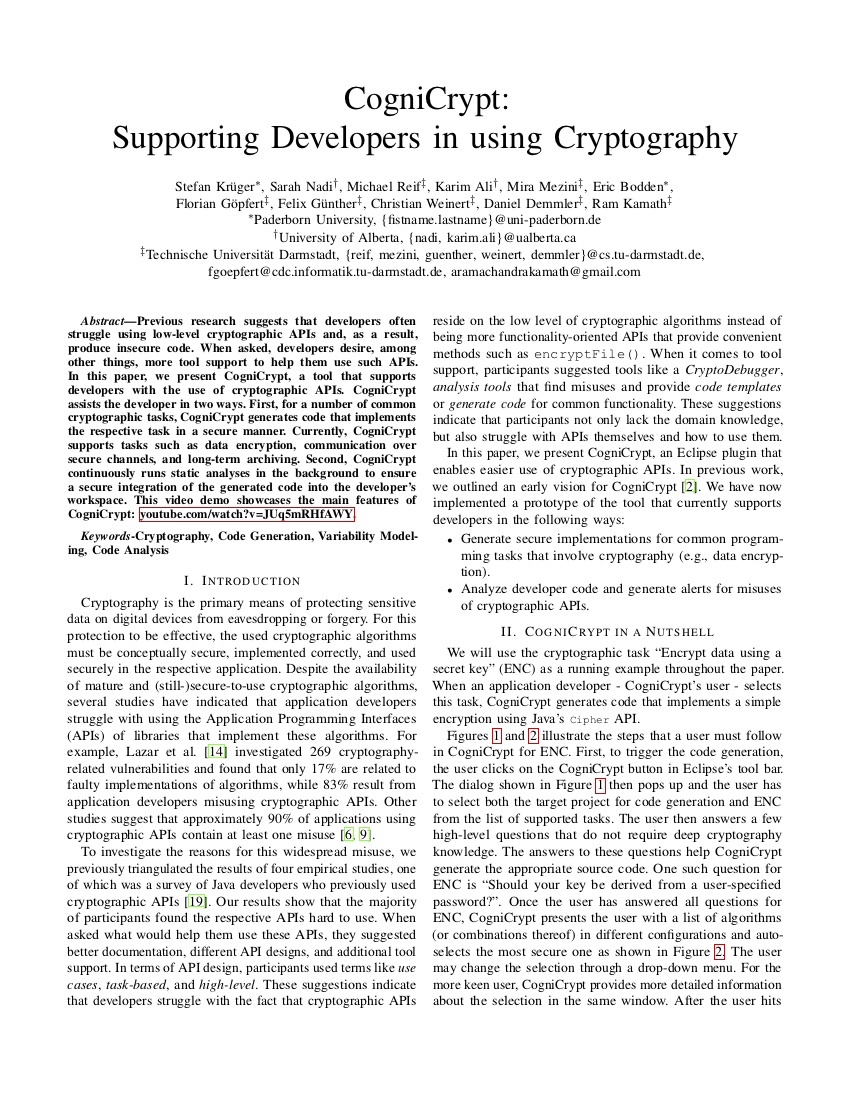 CogniCrypt:
Supporting Developers in using Cryptography
Stefan Krüger*, Sarah Nadi†, Michael Reif‡, Karim Ali†, Mira Mezini‡, Eric Bodden*,
Florian Göpfert‡, Felix Günther‡, Christian Weinert‡, Daniel Demmler‡, Ram Kamath‡
*Paderborn University, {fistname.lastname}@uni-paderborn.de
†University of Alberta, {nadi, karim.ali}@ualberta.ca
‡Technische Universität Darmstadt, {reif, mezini, guenther, weinert, demmler}@cs.tu-darmstadt.de,
fgoepfert@cdc.informatik.tu-darmstadt.de, aramachandrakamath@gmail.com
Abstract—Previous research suggests that developers often
struggle using low-level cryptographic APIs and, as a result,
produce insecure code. When asked, developers desire, among
other things, more tool support to help them use such APIs.
In this paper, we present CogniCrypt, a tool that supports
developers with the use of cryptographic APIs. CogniCrypt
assists the developer in two ways. First, for a number of common
cryptographic tasks, CogniCrypt generates code that implements
the respective task in a secure manner. Currently, CogniCrypt
supports tasks such as data encryption, communication over
secure channels, and long-term archiving. Second, CogniCrypt
continuously runs static analyses in the background to ensure
a secure integration of the generated code into the developer's
workspace. This video demo showcases the main features of
CogniCrypt: youtube.com/watch?v=JUq5mRHfAWY.
Keywords-Cryptography, Code Generation, Variability Model-
ing, Code Analysis
I. INTRODUCTION
Cryptography is the primary means of protecting sensitive
data on digital devices from eavesdropping or forgery. For this
protection to be effective, the used cryptographic algorithms
must be conceptually secure, implemented correctly, and used
securely in the respective application. Despite the availability
of mature and (still-)secure-to-use cryptographic algorithms,
several studies have indicated that application developers
struggle with using the Application Programming Interfaces
(APIs) of libraries that implement these algorithms. For
example, Lazar et al. [14] investigated 269 cryptography-
related vulnerabilities and found that only 17% are related to
faulty implementations of algorithms, while 83% result from
application developers misusing cryptographic APIs. Other
studies suggest that approximately 90% of applications using
cryptographic APIs contain at least one misuse [6, 9].
To investigate the reasons for this widespread misuse, we
previously triangulated the results of four empirical studies, one
of which was a survey of Java developers who previously used
cryptographic APIs [19]. Our results show that the majority
of participants found the respective APIs hard to use. When
asked what would help them use these APIs, they suggested
better documentation, different API designs, and additional tool
support. In terms of API design, participants used terms like use
cases, task-based, and high-level. These suggestions indicate
that developers struggle with the fact that cryptographic APIs
reside on the low level of cryptographic algorithms instead of
being more functionality-oriented APIs that provide convenient
methods such as encryptFile(). When it comes to tool
support, participants suggested tools like a CryptoDebugger,
analysis tools that find misuses and provide code templates
or generate code for common functionality. These suggestions
indicate that participants not only lack the domain knowledge,
but also struggle with APIs themselves and how to use them.
In this paper, we present CogniCrypt, an Eclipse plugin that
enables easier use of cryptographic APIs. In previous work,
we outlined an early vision for CogniCrypt [2]. We have now
implemented a prototype of the tool that currently supports
developers in the following ways:
• Generate secure implementations for common program-
ming tasks that involve cryptography (e.g., data encryp-
tion).
• Analyze developer code and generate alerts for misuses
of cryptographic APIs.
II. COGNICRYPT IN A NUTSHELL
We will use the cryptographic task “Encrypt data using a
secret key” (ENC) as a running example throughout the paper.
When an application developer - CogniCrypt's user - selects
this task, CogniCrypt generates code that implements a simple
encryption using Java's Cipher API.
Figures 1 and 2 illustrate the steps that a user must follow
in CogniCrypt for ENC. First, to trigger the code generation,
the user clicks on the CogniCrypt button in Eclipse's tool bar.
The dialog shown in Figure 1 then pops up and the user has
to select both the target project for code generation and ENC
from the list of supported tasks. The user then answers a few
high-level questions that do not require deep cryptography
knowledge. The answers to these questions help CogniCrypt
generate the appropriate source code. One such question for
ENC is “Should your key be derived from a user-specified
password?”. Once the user has answered all questions for
ENC, CogniCrypt presents the user with a list of algorithms
(or combinations thereof) in different configurations and auto-
selects the most secure one as shown in Figure 2. The user
may change the selection through a drop-down menu. For the
more keen user, CogniCrypt provides more detailed information
about the selection in the same window. After the user hits